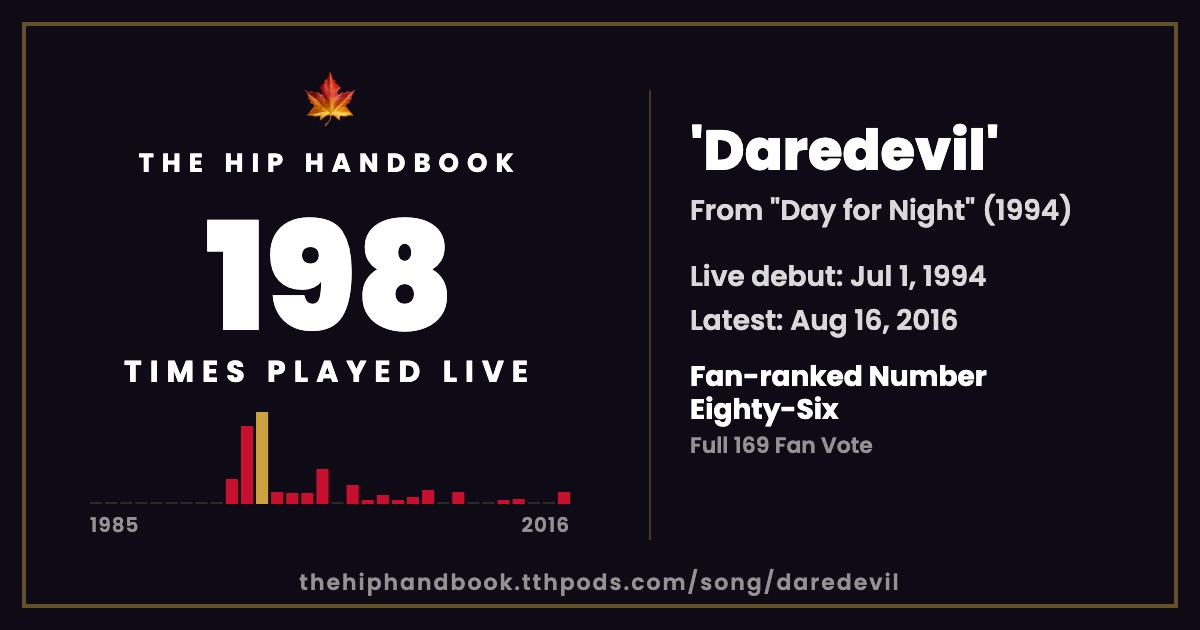 THE HIP HANDBOOK
198
TIMES PLAYED LIVE
1985
2016
'Daredevil'
From "Day for Night" (1994)
Live debut: Jul 1, 1994
Latest: Aug 16, 2016
Fan-ranked Number
Eighty-Six
Full 169 Fan Vote
thehiphandbook.tthpods.com/song/daredevil